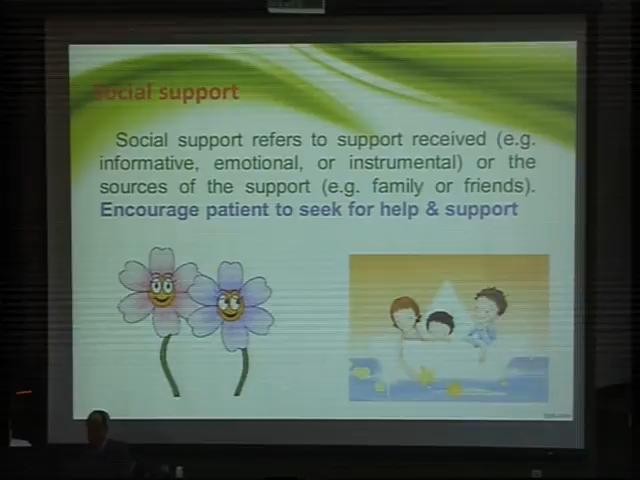 Social support
Social support refers to support received (e.g.
informative, emotional, or instrumental) or the
sources of the support (e.g. family or friends).
Encourage patient to seek for help & support